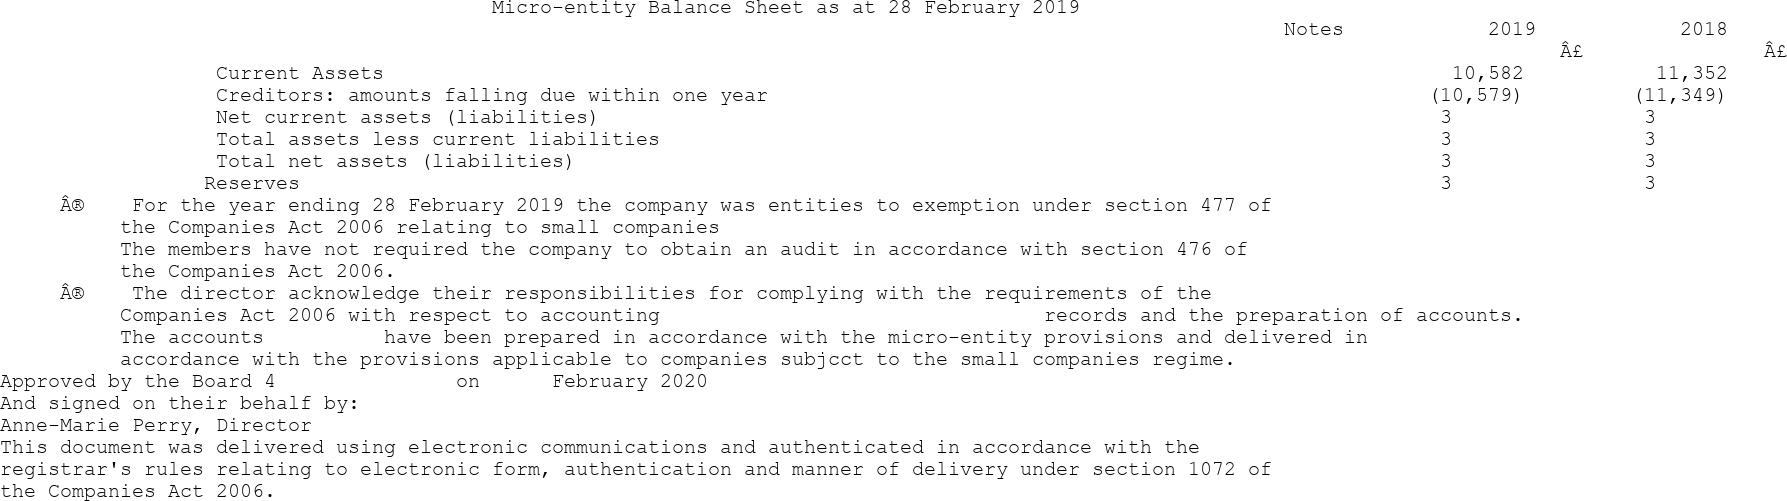 Micro-entity Balance Sheet as at 28 February 2019
Notes 2019 2018
Â£ Â£
Current Assets 10,582 11,352
Creditors: amounts falling due within one year (10,579) (11,349)
Net current assets (liabilities) 3 3
Total assets less current liabilities 3 3
Total net assets (liabilities) 3 3
Reserves 3 3
Â® For the year ending 28 February 2019 the company was entities to exemption under section 477 of
the Companies Act 2006 relating to small companies
The members have not required the company to obtain an audit in accordance with section 476 of
the Companies Act 2006.
Â® The director acknowledge their responsibilities for complying with the requirements of the
Companies Act 2006 with respect to accounting records and the preparation of accounts.
The accounts have been prepared in accordance with the micro-entity provisions and delivered in
accordance with the provisions applicable to companies subjcct to the small companies regime.
Approved by the Board 4 on February 2020
And signed on their behalf by:
Anne-Marie Perry, Director
This document was delivered using electronic communications and authenticated in accordance with the
registrar's rules relating to electronic form, authentication and manner of delivery under section 1072 of
the Companies Act 2006.